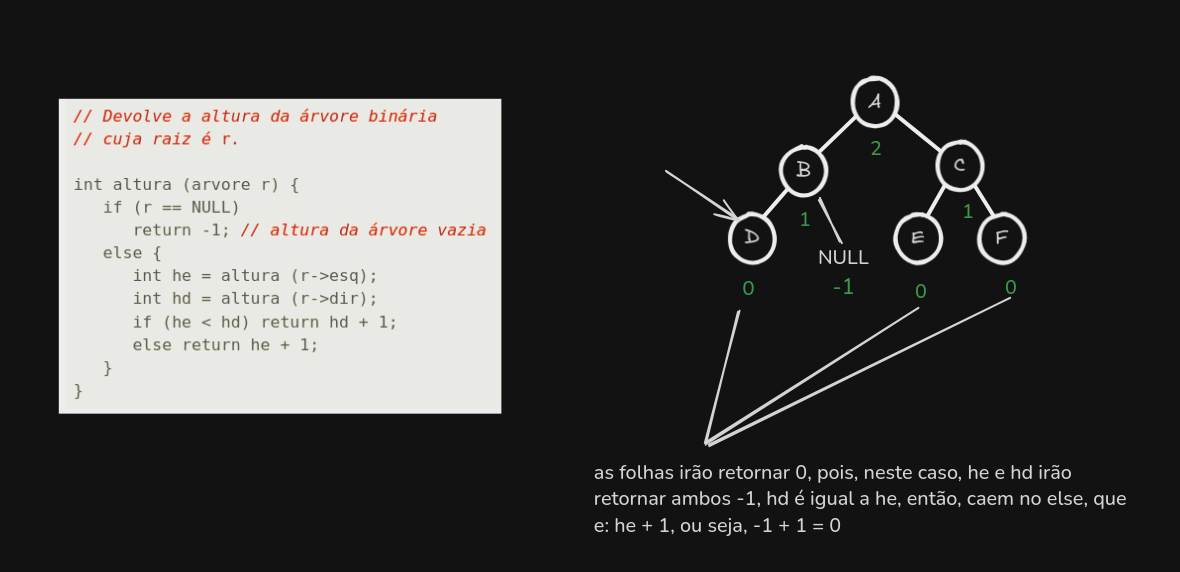 // Devolve a altura da árvore binária
// cuja raiz é r.
int altura (arvore r) {
if (r == NULL)
return -1; // altura da árvore vazia
else {
int he = altura (r->esq);
int hd = altura (r->dir);
if (he < hd) return hd + 1;
else return he + 1;
}
}
A
2
B
C
1
1
D
NULL
E
F
0
-1
0
0
as folhas irão retornar 0, pois, neste caso, he e hd irão
retornar ambos -1, hd é igual a he, então, caem no else, que
e: he + 1, ou seja, -1 + 1 = 0